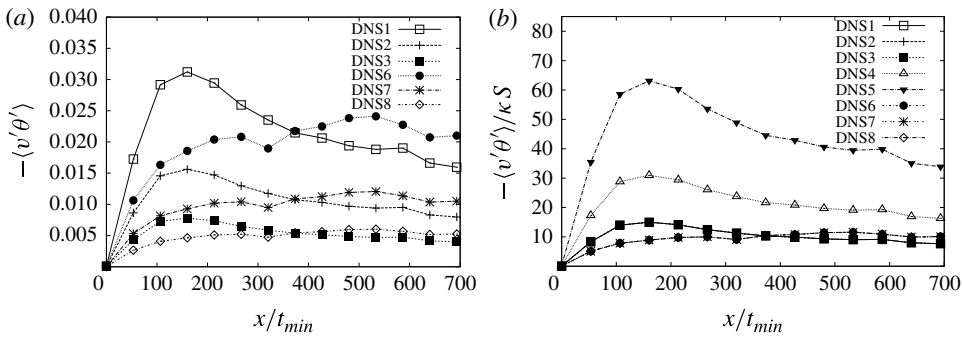 (a)
0.040
0.035
0.030
0.025
0.020
0.015
0.010
0.005
0
100
200
300
400
500
600
700
−⟨v′θ′⟩
x/t_min
DNS1
DNS2
DNS3
DNS6
DNS7
DNS8
(b)
80
70
60
50
40
30
20
10
0
100
200
300
400
500
600
700
−⟨v′θ′⟩/κS
x/t_min
DNS1
DNS2
DNS3
DNS4
DNS5
DNS6
DNS7
DNS8